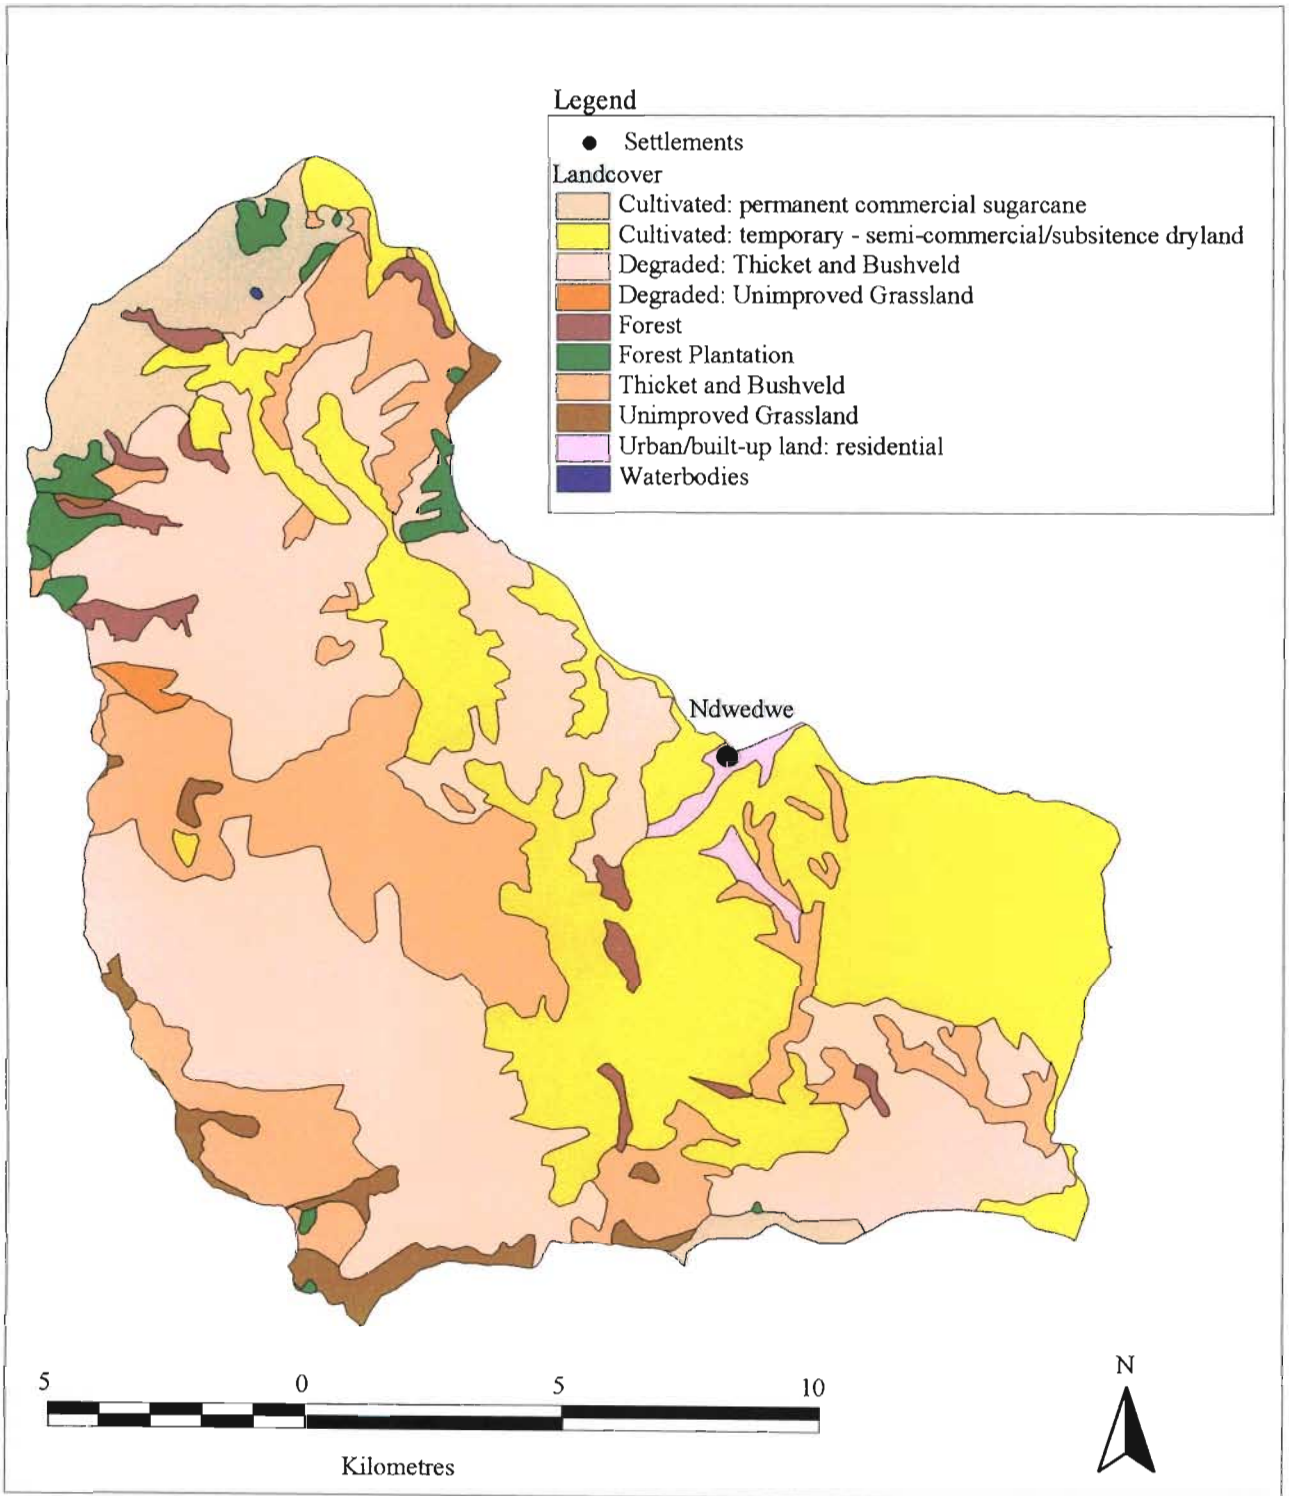 Legend
Settlements
Landcover
Cultivated: permanent commercial sugarcane
Cultivated: temporary - semi-commercial/subsitence dryland
Degraded: Thicket and Bushveld
Degraded: Unimproved Grassland
Forest
Forest Plantation
Thicket and Bushveld
Unimproved Grassland
Urban/built-up land: residential
Waterbodies
Ndwedwe
5 0 5 10
Kilometres
N